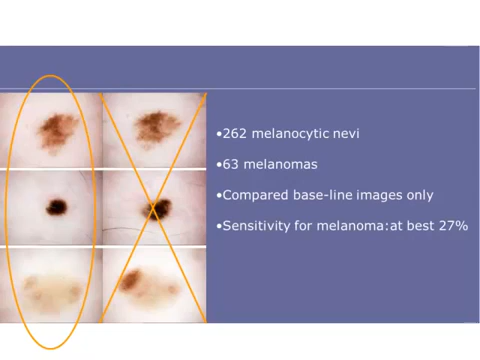 •262 melanocytic nevi
•63 melanomas
•Compared base-line images only
•Sensitivity for melanoma:at best 27%